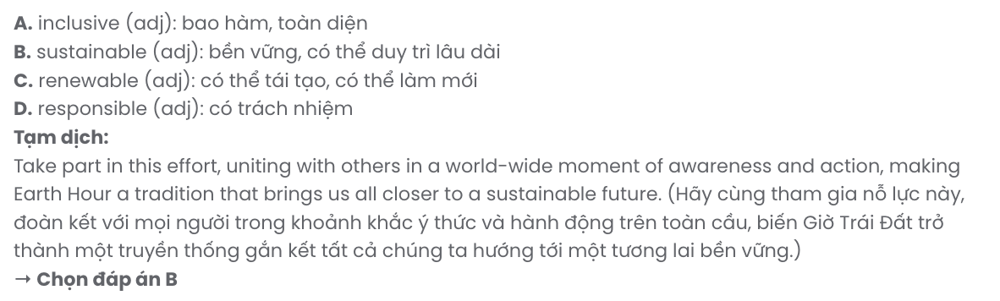 A. inclusive (adj): bao hàm, toàn diện
B. sustainable (adj): bền vững, có thể duy trì lâu dài
C. renewable (adj): có thể tái tạo, có thể làm mới
D. responsible (adj): có trách nhiệm
Tạm dịch:
Take part in this effort, uniting with others in a world-wide moment of awareness and action, making
Earth Hour a tradition that brings us all closer to a sustainable future. (Hãy cùng tham gia nỗ lực này,
đoàn kết với mọi người trong khoảnh khắc ý thức và hành động trên toàn cầu, biến Giờ Trái Đất trở
thành một truyền thống gắn kết tất cả chúng ta hướng tới một tương lai bền vững.)
→ Chọn đáp án B